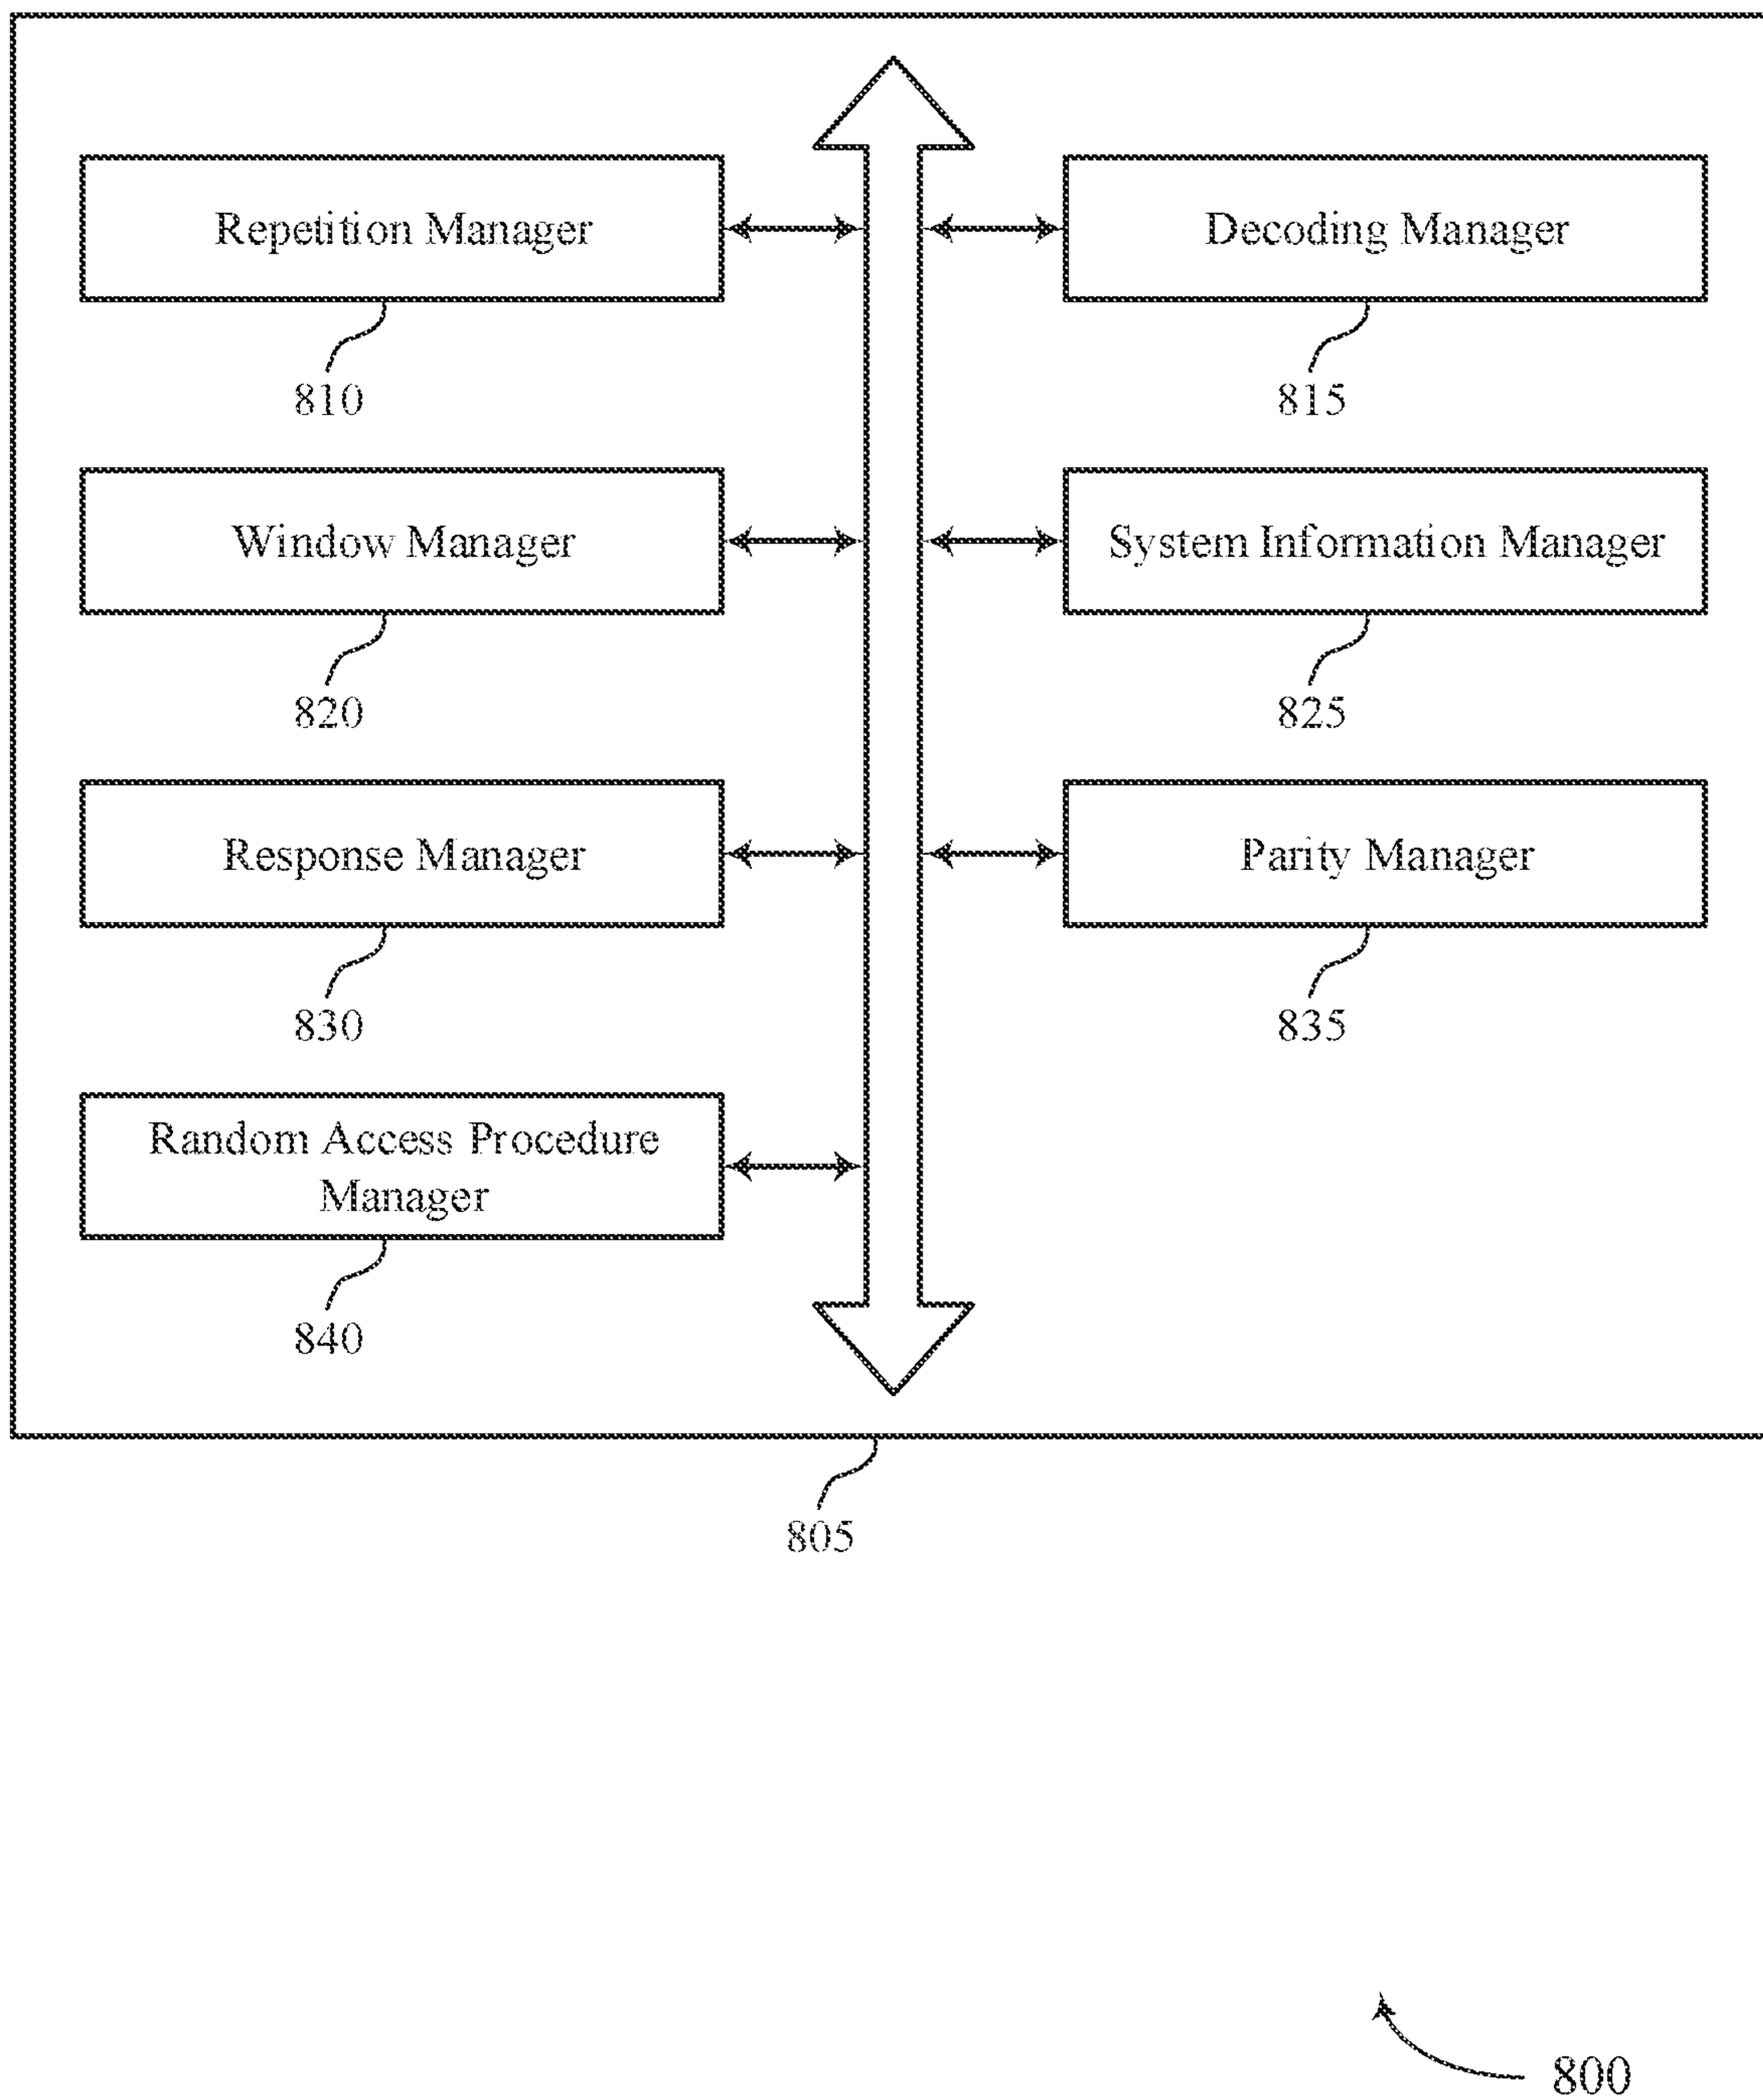 Repetition Manager
Decoding Manager
810
815
Window Manager
System Information Manager
820
825
Response Manager
Parity Manager
830
835
Random Access Procedure
Manager
840
805
800